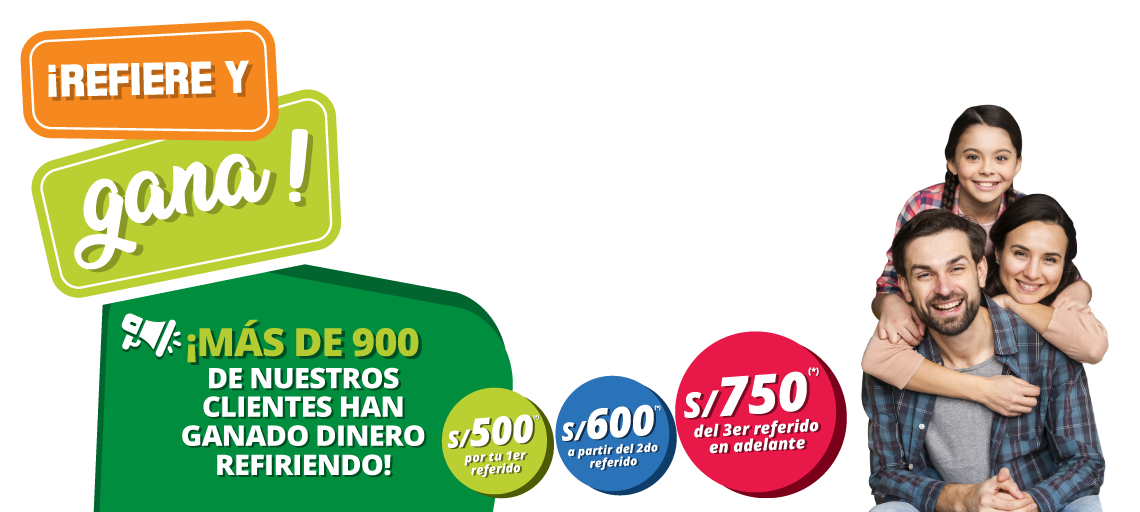 ¡REFIERE Y
gana!
¡MÁS DE 900
DE NUESTROS
CLIENTES HAN
GANADO DINERO
REFIRIENDO!
S/500(*)
por tu 1er
referido
S/600(*)
a partir del 2do
referido
S/750(*)
del 3er referido
en adelante